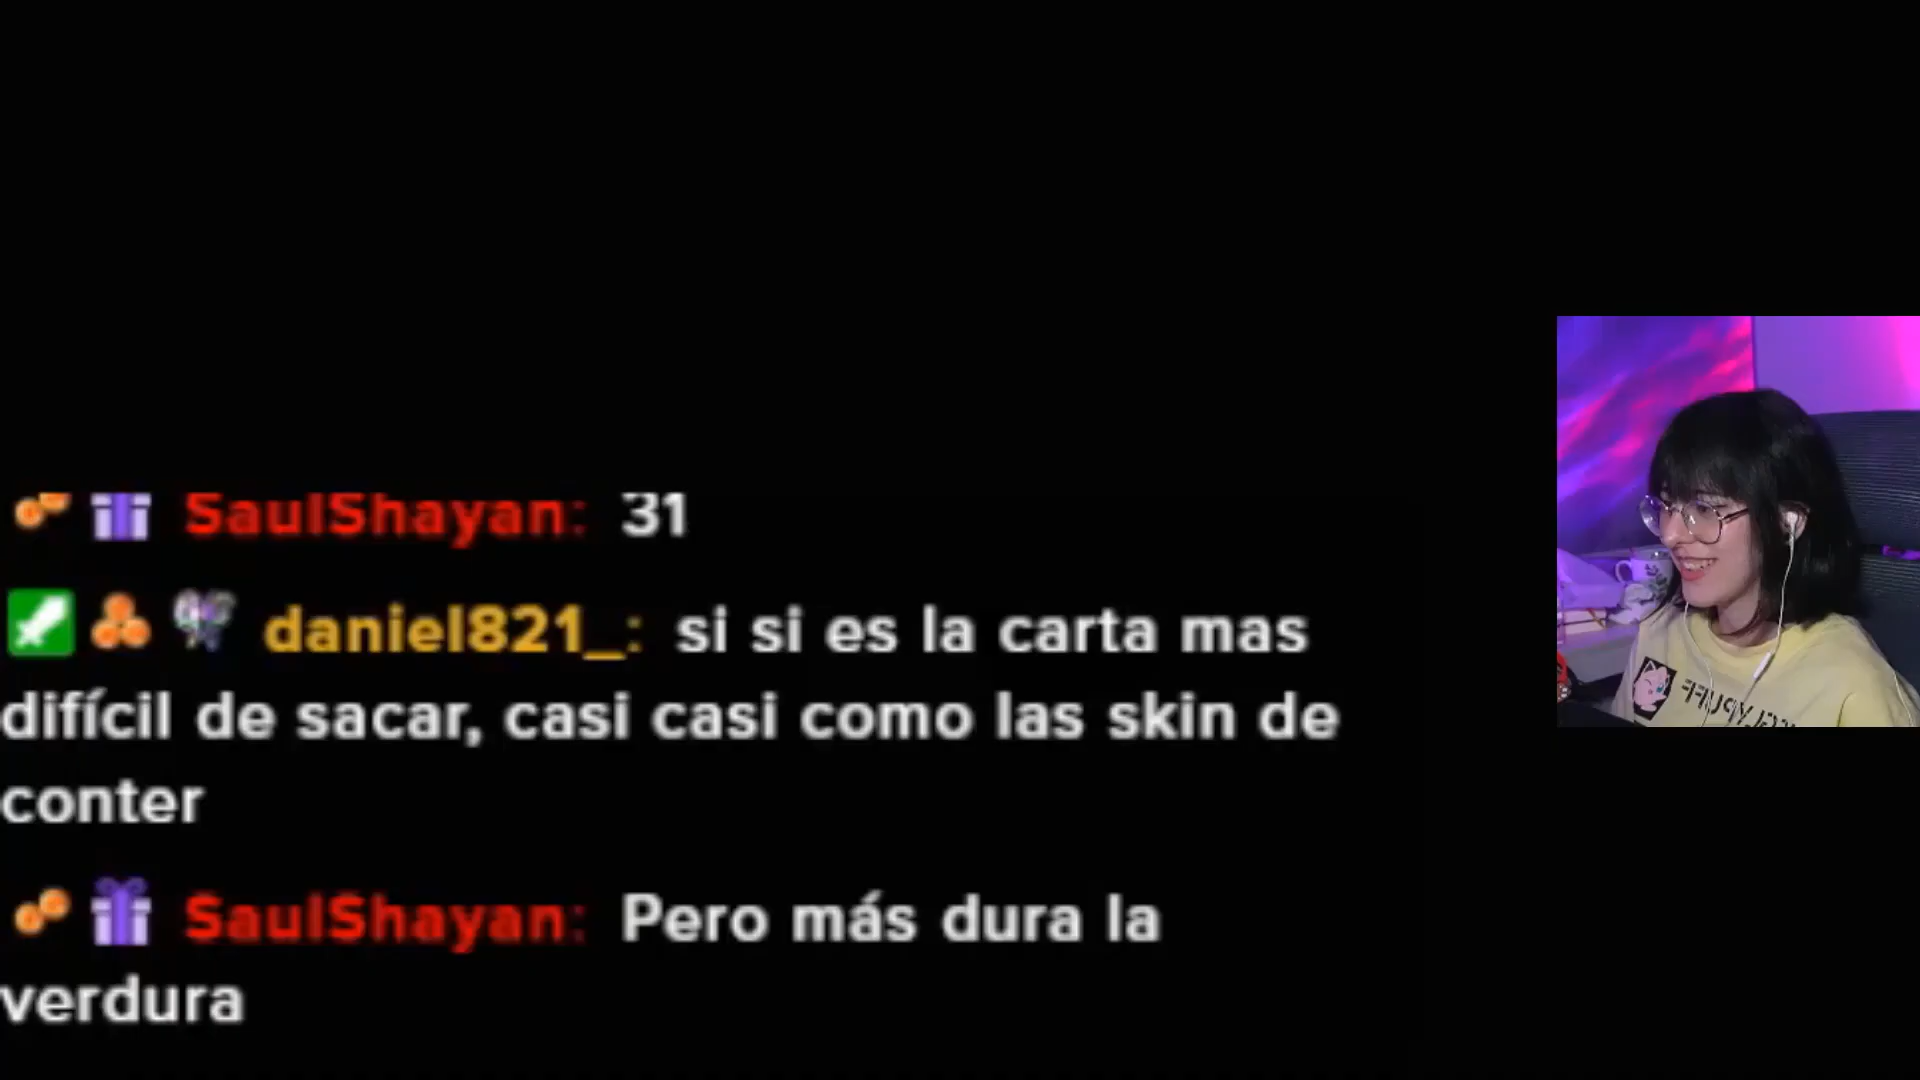 SaulShayan: 31
daniel821_: si si es la carta mas
difícil de sacar, casi casi como las skin de
conter
SaulShayan: Pero más dura la
verdura